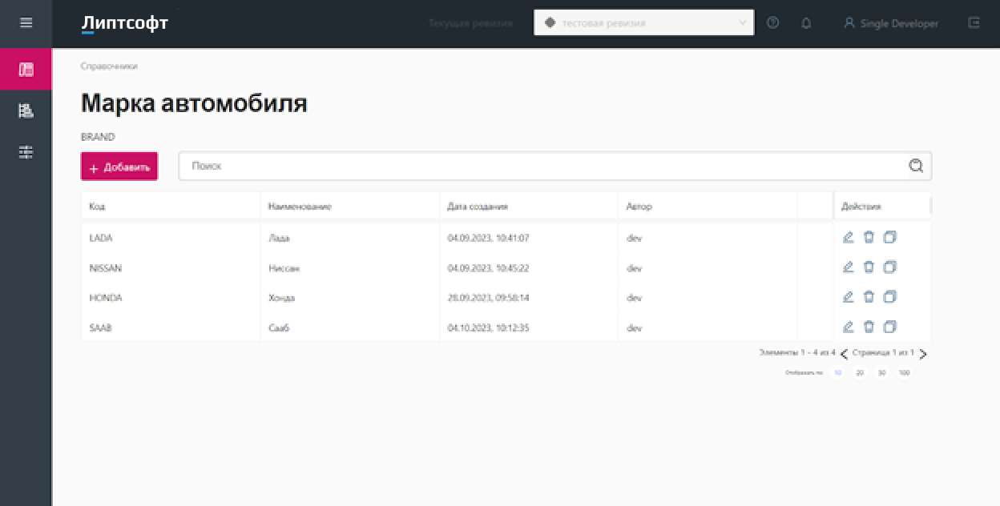 Липтсофт
Текущая ревизия
тестовая ревизия
Single Developer
Справочники
Марка автомобиля
BRAND
+ Добавить
Поиск
Код Наименование Дата создания Автор Действия
LADA Лада 04.09.2023, 10:41:07 dev
NISSAN Ниссан 04.09.2023, 10:45:22 dev
HONDA Хонда 28.09.2023, 09:58:14 dev
SAAB Сааб 04.10.2023, 10:12:35 dev
Элементы 1 - 4 из 4 Страница 1 из 1
Отображать по 10 20 50 100